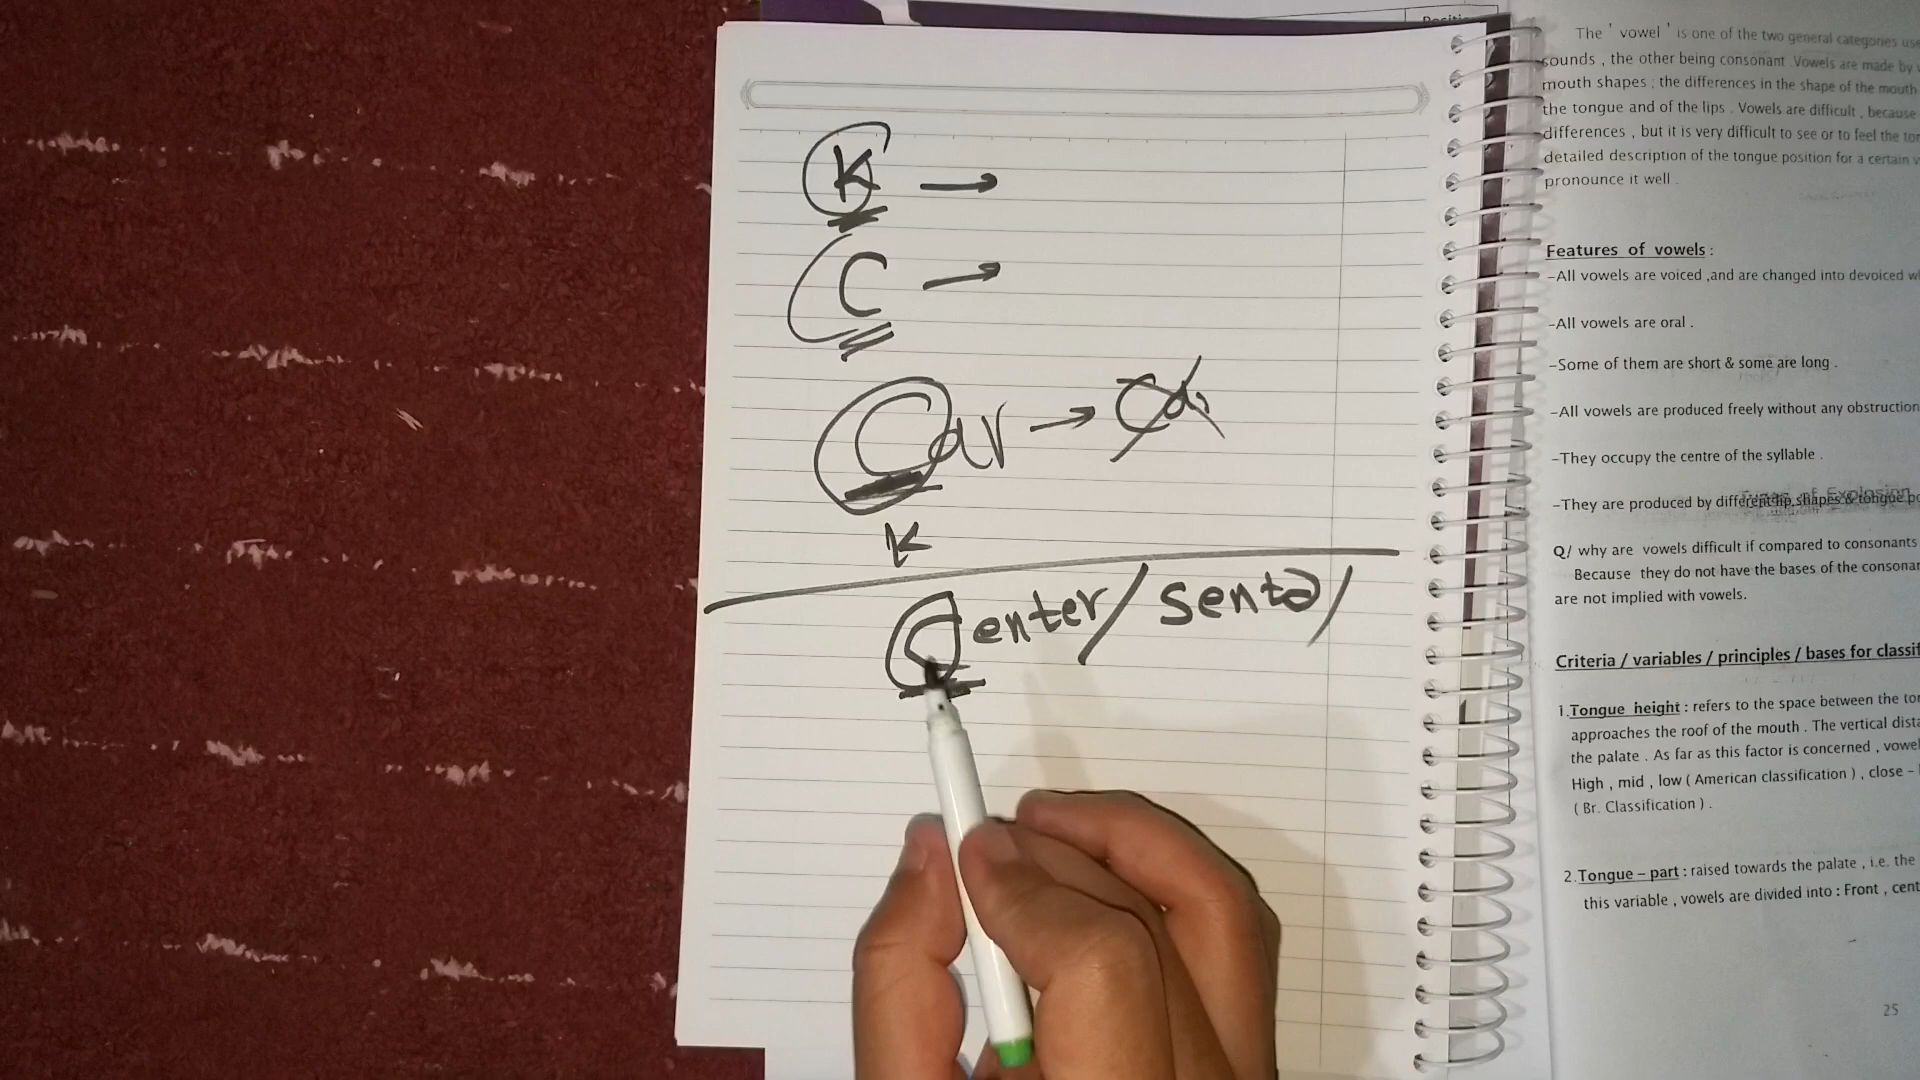 K →
C →
Car → Ca
K
Center / sentə /
The ' vowel ' is one of the two general categories
sounds , the other being consonant . Vowels are made by
mouth shapes ; the differences in the shape of the mouth
the tongue and of the lips . Vowels are difficult , because
differences , but it is very difficult to see or to feel the
detailed description of the tongue position for a certain
pronounce it well .
Features of vowels :
-All vowels are voiced ,and are changed into devoiced
-All vowels are oral .
-Some of them are short & some are long .
-All vowels are produced freely without any obstruction
-They occupy the centre of the syllable .
-They are produced by different lip shapes & tongue
Q/ why are vowels difficult if compared to consonants
Because they do not have the bases of the
are not implied with vowels.
Criteria / variables / principles / bases for
1.Tongue height : refers to the space between the
approaches the roof of the mouth . The vertical
the palate . As far as this factor is concerned ,
High , mid , low ( American classification ) , close -
( Br. Classification ) .
2.Tongue – part : raised towards the palate , i.e. the
this variable , vowels are divided into : Front ,
25